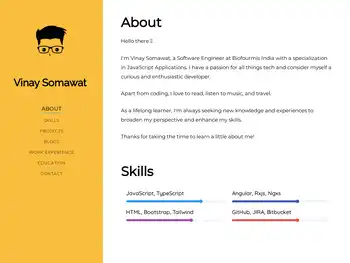 Vinay Somawat
ABOUT
SKILLS
PROJECTS
BLOGS
WORK EXPERIENCE
EDUCATION
CONTACT
About
Hello there
I'm Vinay Somawat, a Software Engineer at Biofourmis India with a specialization
in JavaScript Applications. I have a passion for all things tech and consider myself a
curious and enthusiastic developer.
Apart from coding, I love to read, listen to music, and travel.
As a lifelong learner, I'm always seeking new knowledge and experiences to
broaden my perspective and enhance my skills.
Thanks for taking the time to learn a little about me!
Skills
JavaScript, TypeScript
Angular, Rxjs, Ngxs
HTML, Bootstrap, Tailwind
GitHub, JIRA, Bitbucket